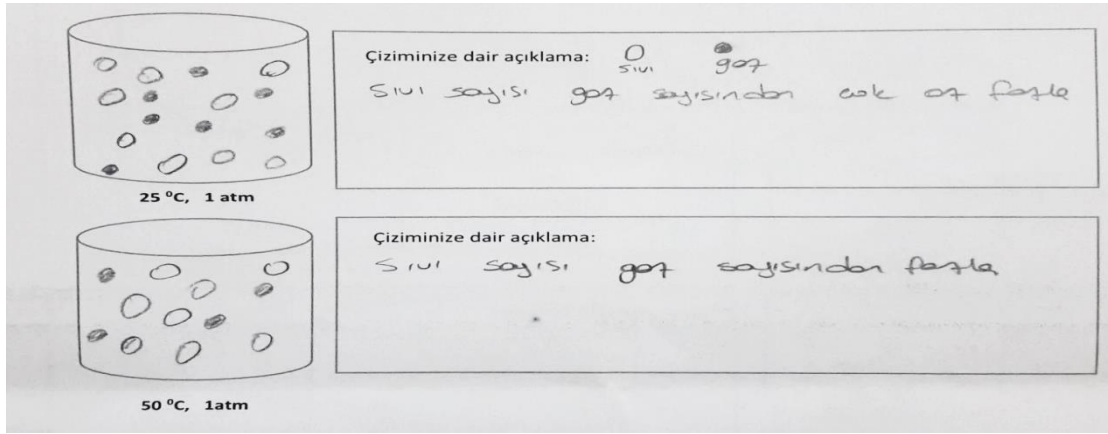 Çiziminize dair açıklama:
sıvı gaz
Sıvı sayısı gaz sayısından çok az fazla
25 °C, 1 atm
Çiziminize dair açıklama:
Sıvı sayısı gaz sayısından fazla
50 °C, 1atm